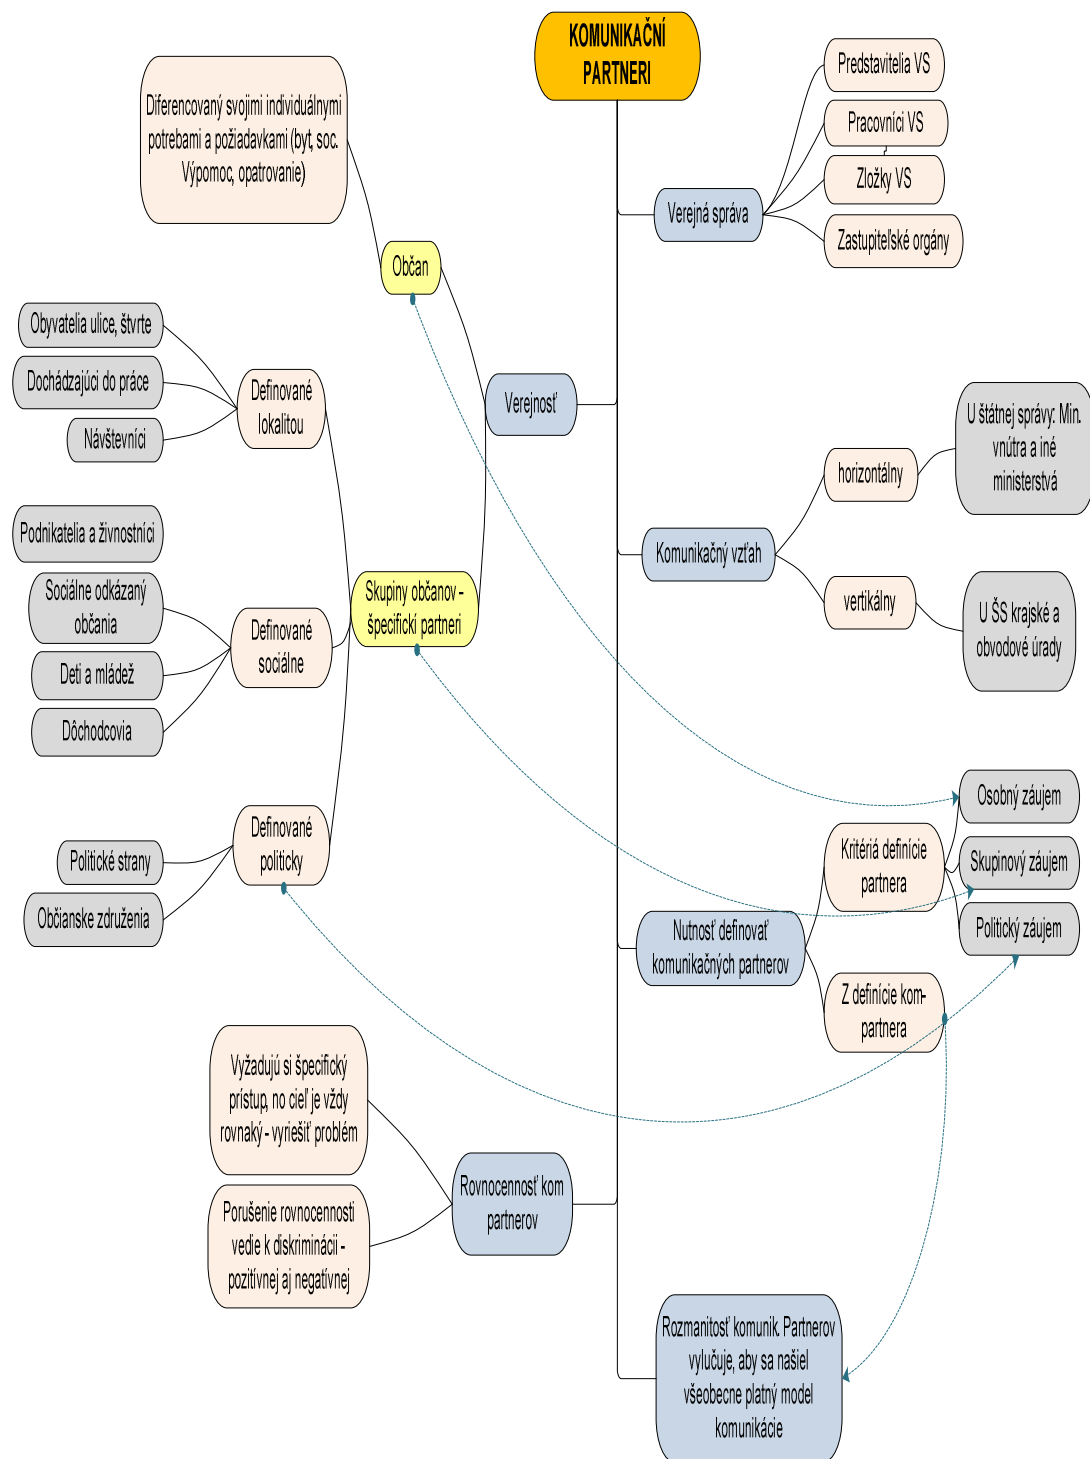 KOMUNIKAČNÍ
PARTNERI
Predstavitelia VS
Pracovníci VS
Zložky VS
Zastupiteľské orgány
Verejná správa
Diferencovaný svojimi individuálnymi
potrebami a požiadavkami (byt, soc.
Výpomoc, opatrovanie)
Občan
Verejnosť
Obyvatelia ulice, štvrte
Dochádzajúci do práce
Návštevníci
Definované
lokalitou
Podnikatelia a živnostníci
Sociálne odkázaný
občania
Deti a mládež
Dôchodcovia
Definované
sociálne
Skupiny občanov -
špecifickí partneri
Politické strany
Občianske združenia
Definované
politicky
Komunikačný vzťah
horizontálny
U štátnej správy: Min.
vnútra a iné
ministerstvá
vertikálny
U ŠS krajské a
obvodové úrady
Nutnosť definovať
komunikačných partnerov
Kritériá definície
partnera
Osobný záujem
Skupinový záujem
Politický záujem
Z definície kom-
partnera
Vyžadujú si špecifický
prístup, no cieľ je vždy
rovnaký - vyriešiť problém
Porušenie rovnocennosti
vedie k diskriminácii -
pozitívnej aj negatívnej
Rovnocennosť kom
partnerov
Rozmanitosť komunik. Partnerov
vylučuje, aby sa našiel
všeobecne platný model
komunikácie